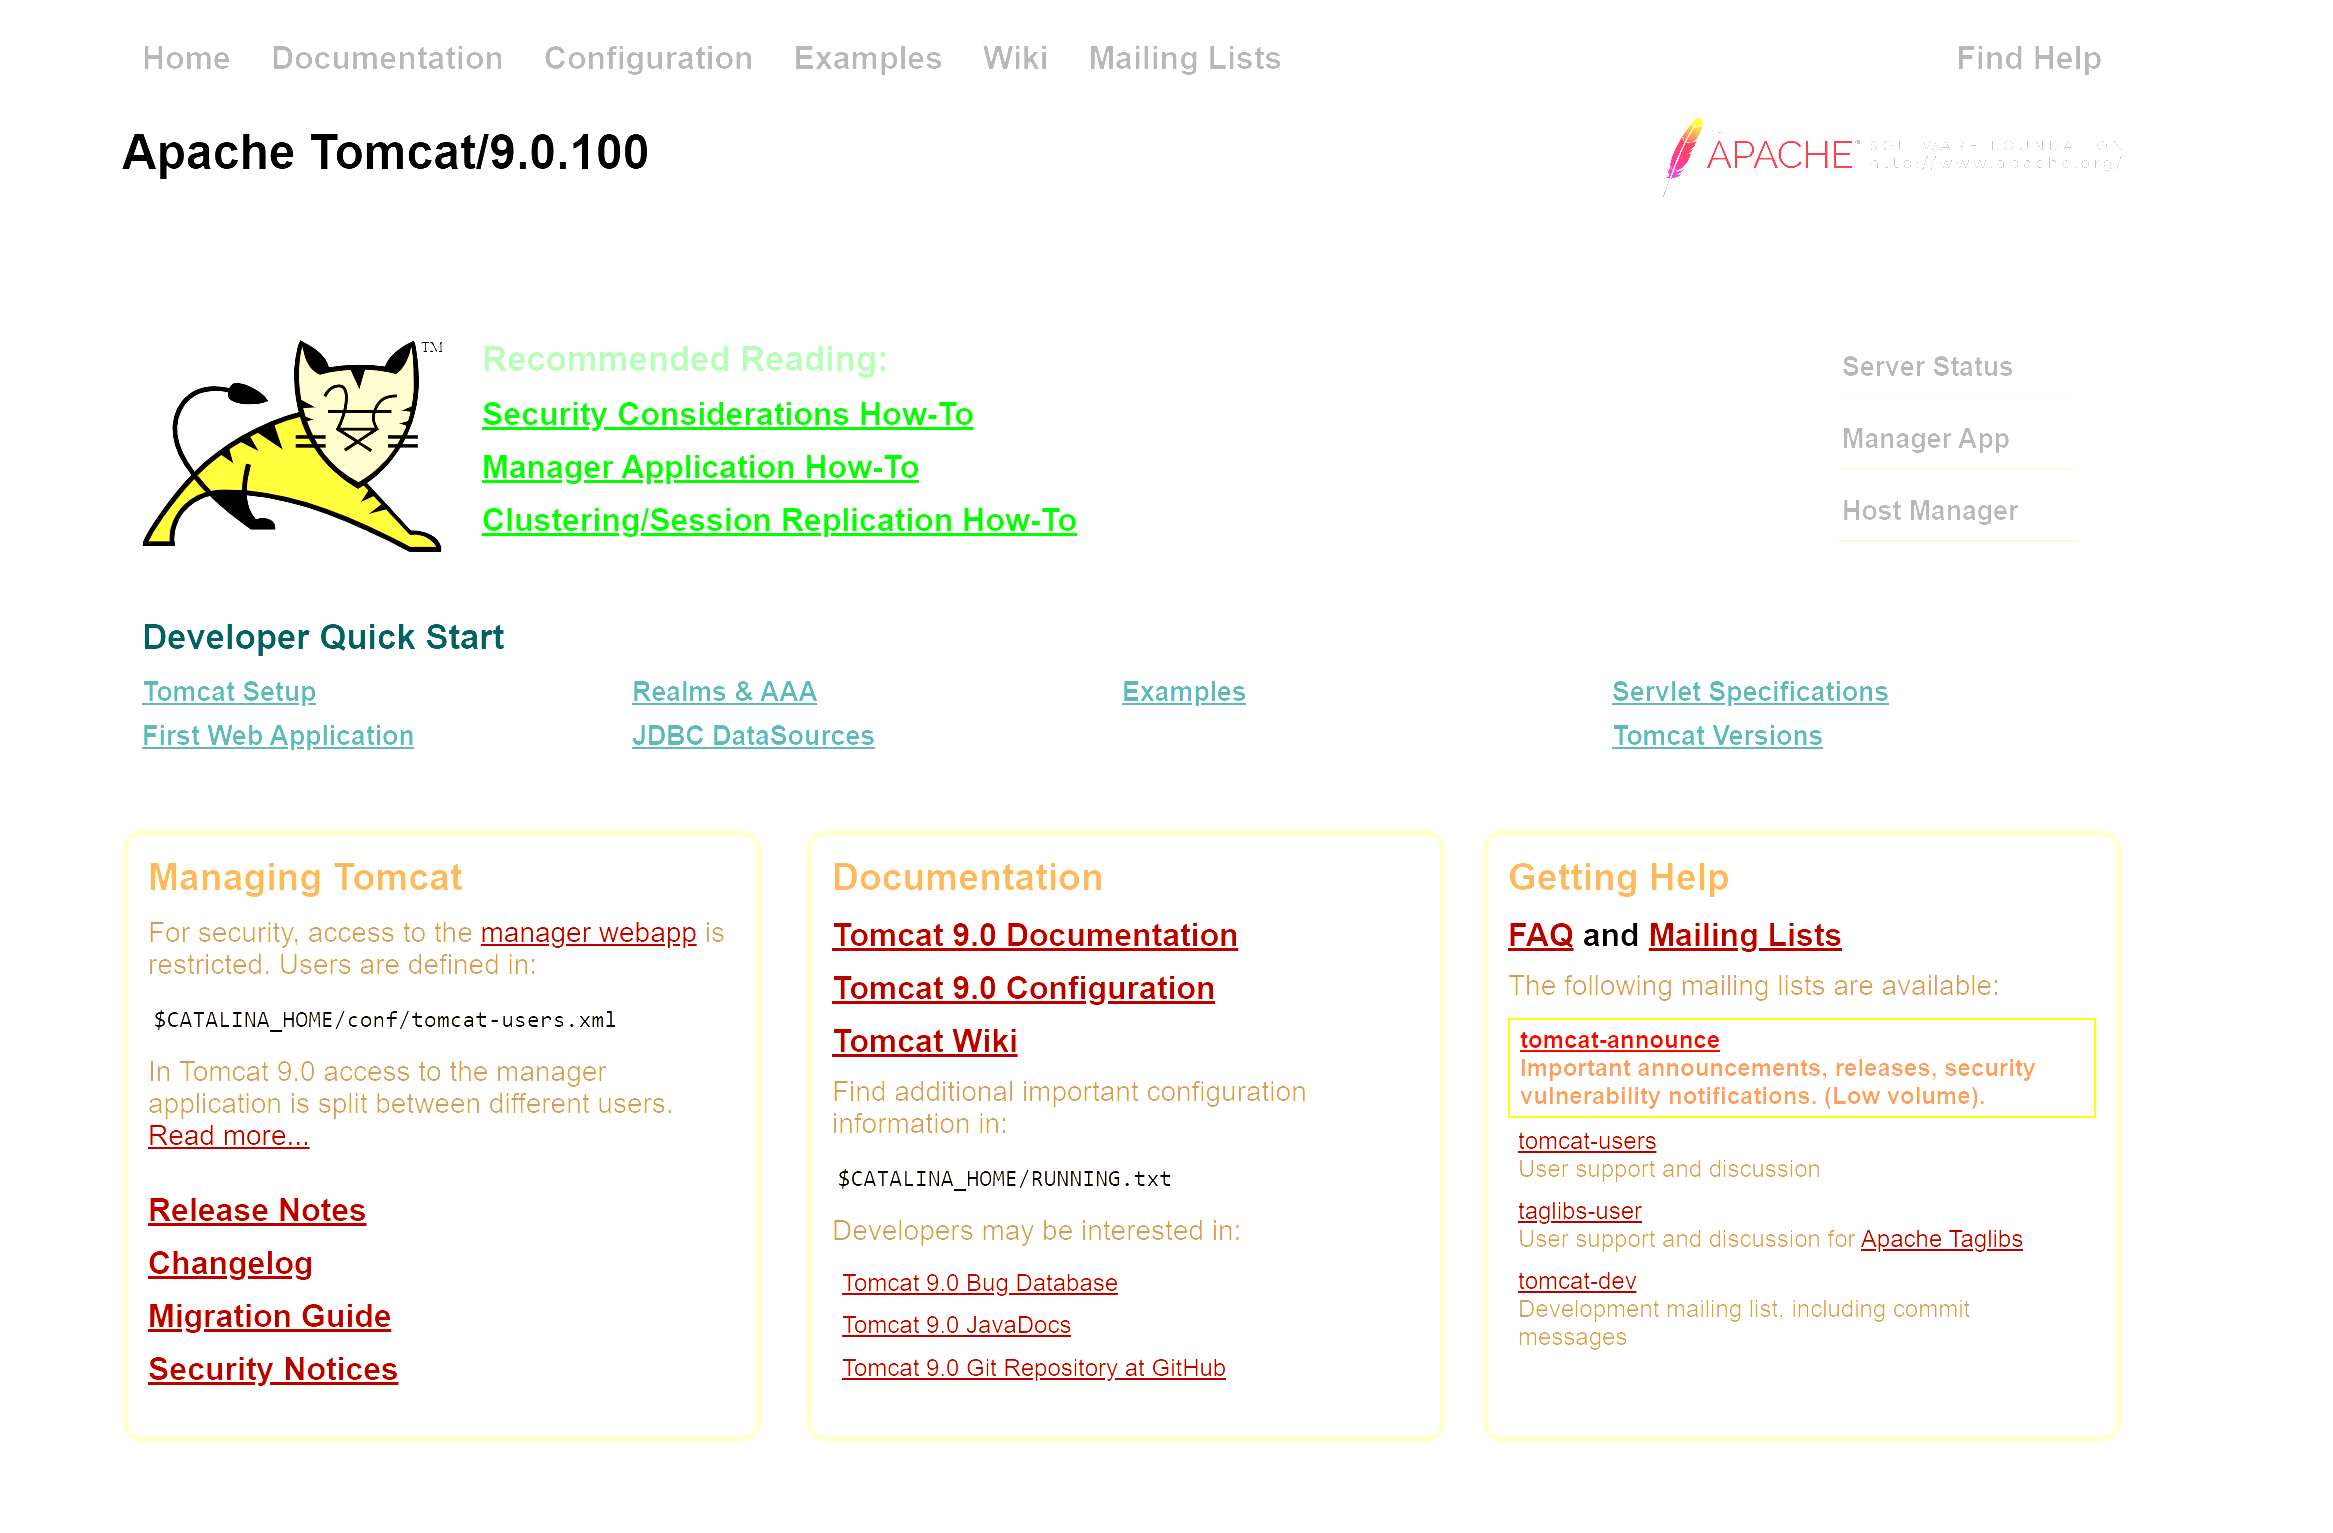 Home Documentation Configuration Examples Wiki Mailing Lists Find Help
Apache Tomcat/9.0.100
APACHE
SOFTWARE FOUNDATION
http://www.apache.org/
TM
Recommended Reading:
Security Considerations How-To
Manager Application How-To
Clustering/Session Replication How-To
Server Status
Manager App
Host Manager
Developer Quick Start
Tomcat Setup
First Web Application
Realms & AAA
JDBC DataSources
Examples
Servlet Specifications
Tomcat Versions
Managing Tomcat
For security, access to the manager webapp is
restricted. Users are defined in:
$CATALINA_HOME/conf/tomcat-users.xml
In Tomcat 9.0 access to the manager
application is split between different users.
Read more...
Release Notes
Changelog
Migration Guide
Security Notices
Documentation
Tomcat 9.0 Documentation
Tomcat 9.0 Configuration
Tomcat Wiki
Find additional important configuration
information in:
$CATALINA_HOME/RUNNING.txt
Developers may be interested in:
Tomcat 9.0 Bug Database
Tomcat 9.0 JavaDocs
Tomcat 9.0 Git Repository at GitHub
Getting Help
FAQ and Mailing Lists
The following mailing lists are available:
tomcat-announce
Important announcements, releases, security
vulnerability notifications. (Low volume).
tomcat-users
User support and discussion
taglibs-user
User support and discussion for Apache Taglibs
tomcat-dev
Development mailing list, including commit
messages